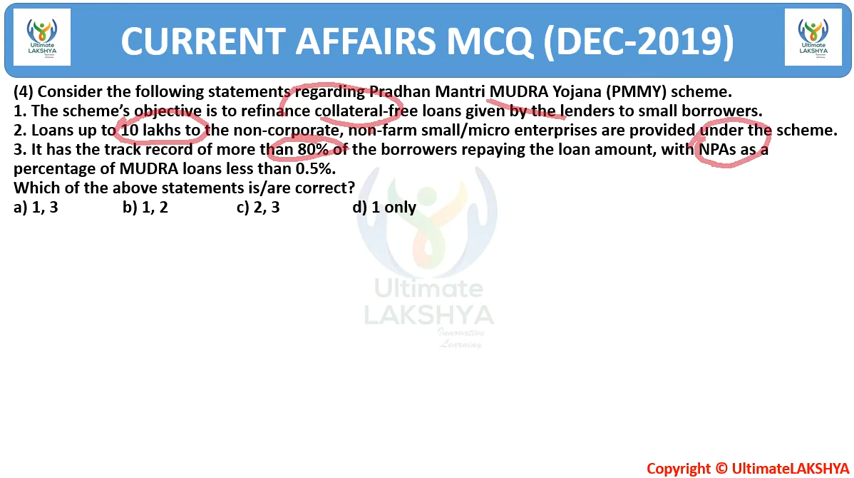 Ultimate
LAKSHYA
CURRENT AFFAIRS MCQ (DEC-2019)
Ultimate
LAKSHYA
(4) Consider the following statements regarding Pradhan Mantri MUDRA Yojana (PMMY) scheme.
1. The scheme's objective is to refinance collateral-free loans given by the lenders to small borrowers.
2. Loans up to 10 lakhs to the non-corporate, non-farm small/micro enterprises are provided under the scheme.
3. It has the track record of more than 80% of the borrowers repaying the loan amount, with NPAs as a
percentage of MUDRA loans less than 0.5%.
Which of the above statements is/are correct?
a) 1, 3 b) 1, 2 c) 2, 3 d) 1 only
Ultimate
LAKSHYA
Innovative
Learning
Copyright © UltimateLAKSHYA